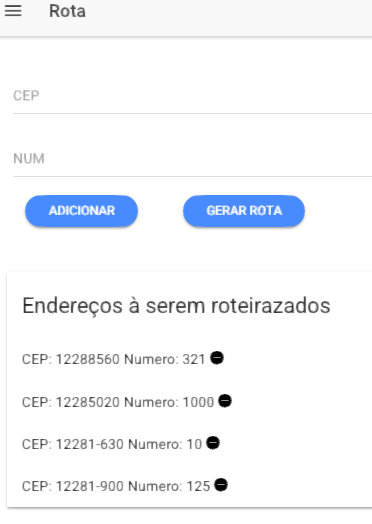 Rota
CEP
NUM
ADICIONAR GERAR ROTA
Endereços à serem roteirazados
CEP: 12288560 Numero: 321
CEP: 12285020 Numero: 1000
CEP: 12281-630 Numero: 10
CEP: 12281-900 Numero: 125